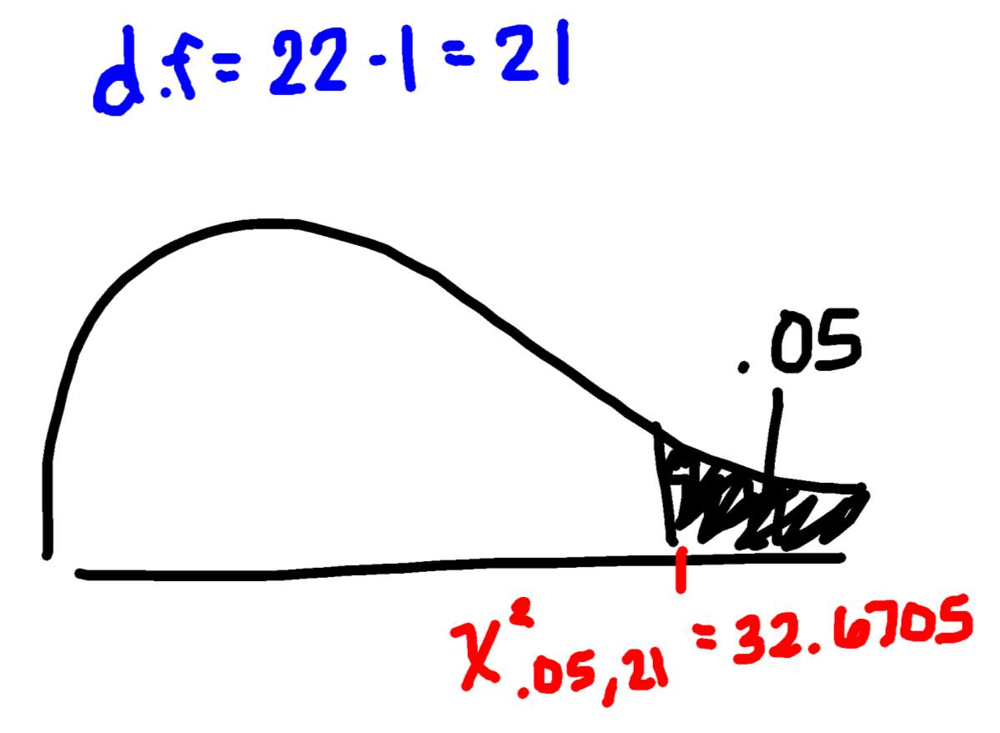 d.f = 22 - 1 = 21
.05
χ².05,21 = 32.6705